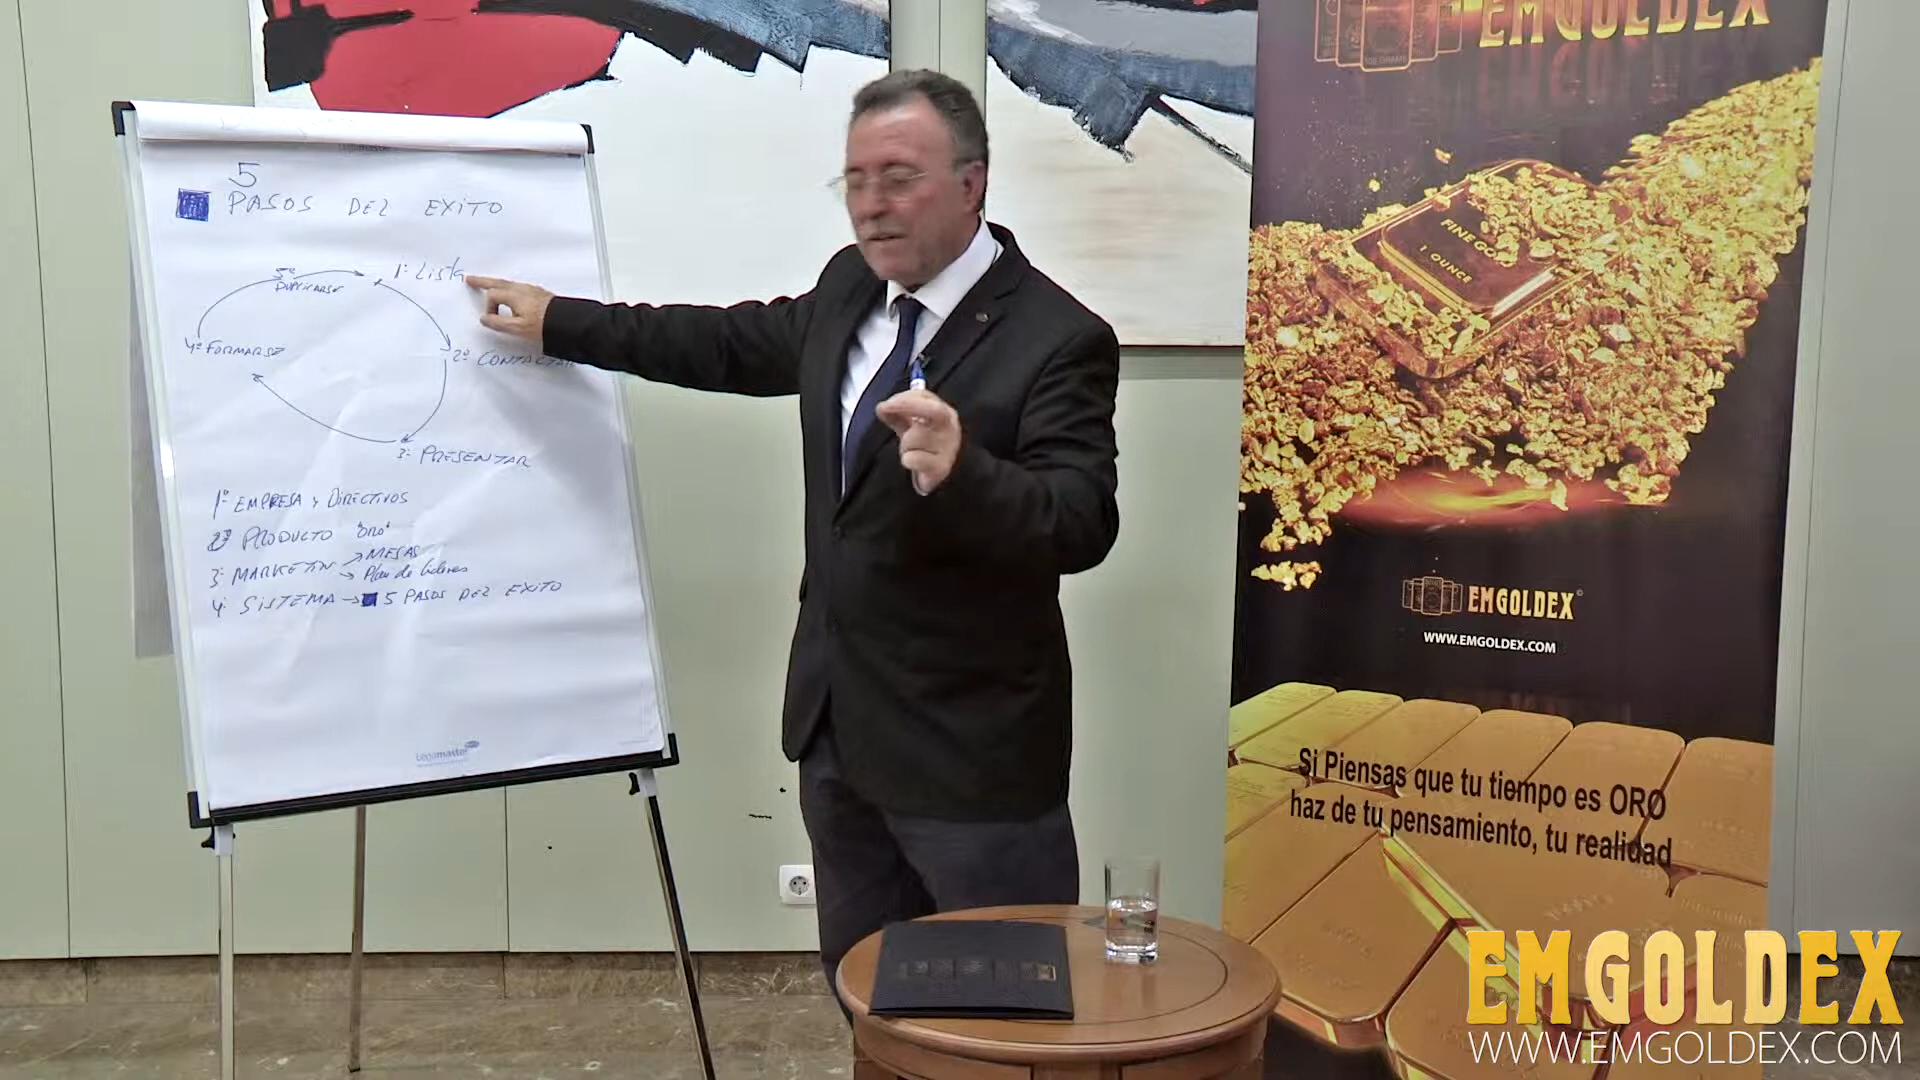 5
PASOS DEL EXITO
1º Lista
5º
DUPLICARSE
4º FORMARSE
2º CONTACTAR
3º PRESENTAR
1º EMPRESA y DIRECTIVOS
2º PRODUCTO "ORO"
3º MARKETIN → MESAS
→ Plan de Lideres
4º SISTEMA → 5 PASOS DEL EXITO
Legamaster
EMGOLDEX
FINE GOLD
1 OUNCE
EMGOLDEX
WWW.EMGOLDEX.COM
Si Piensas que tu tiempo es ORO
haz de tu pensamiento, tu realidad
EMGOLDEX
WWW.EMGOLDEX.COM